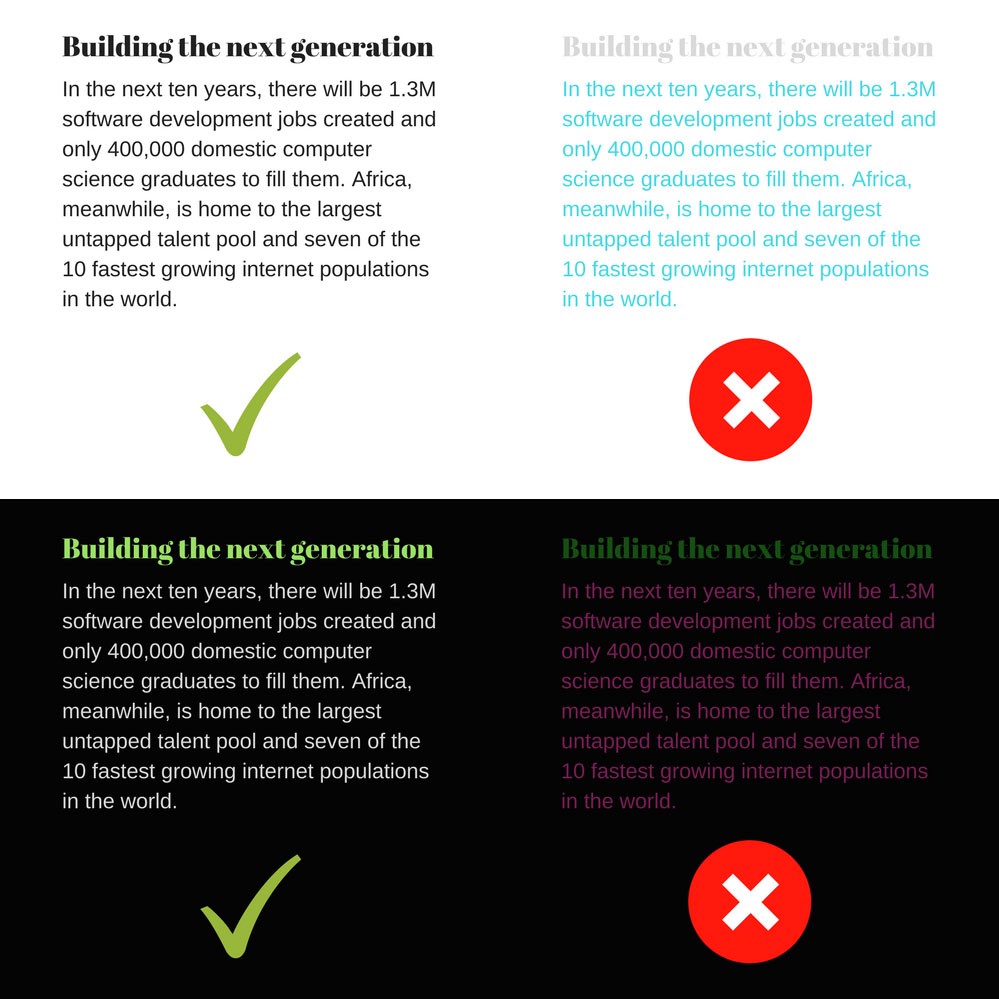 Building the next generation
In the next ten years, there will be 1.3M
software development jobs created and
only 400,000 domestic computer
science graduates to fill them. Africa,
meanwhile, is home to the largest
untapped talent pool and seven of the
10 fastest growing internet populations
in the world.
Building the next generation
In the next ten years, there will be 1.3M
software development jobs created and
only 400,000 domestic computer
science graduates to fill them. Africa,
meanwhile, is home to the largest
untapped talent pool and seven of the
10 fastest growing internet populations
in the world.
Building the next generation
In the next ten years, there will be 1.3M
software development jobs created and
only 400,000 domestic computer
science graduates to fill them. Africa,
meanwhile, is home to the largest
untapped talent pool and seven of the
10 fastest growing internet populations
in the world.
Building the next generation
In the next ten years, there will be 1.3M
software development jobs created and
only 400,000 domestic computer
science graduates to fill them. Africa,
meanwhile, is home to the largest
untapped talent pool and seven of the
10 fastest growing internet populations
in the world.